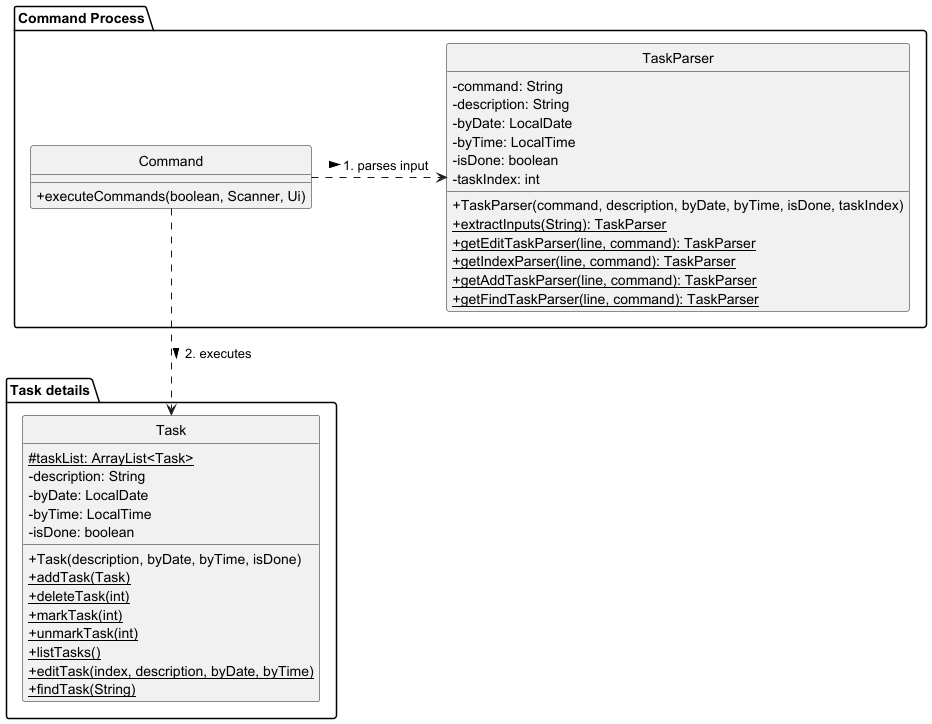 Command Process
TaskParser
-command: String
-description: String
-byDate: LocalDate
-byTime: LocalTime
-isDone: boolean
-taskIndex: int
+TaskParser(command, description, byDate, byTime, isDone, taskIndex)
+extractInputs(String): TaskParser
+getEditTaskParser(line, command): TaskParser
+getIndexParser(line, command): TaskParser
+getAddTaskParser(line, command): TaskParser
+getFindTaskParser(line, command): TaskParser
Command
+executeCommands(boolean, Scanner, Ui)
1. parses input
2. executes
Task details
Task
#taskList: ArrayList<Task>
-description: String
-byDate: LocalDate
-byTime: LocalTime
-isDone: boolean
+Task(description, byDate, byTime, isDone)
+addTask(Task)
+deleteTask(int)
+markTask(int)
+unmarkTask(int)
+listTasks()
+editTask(index, description, byDate, byTime)
+findTask(String)